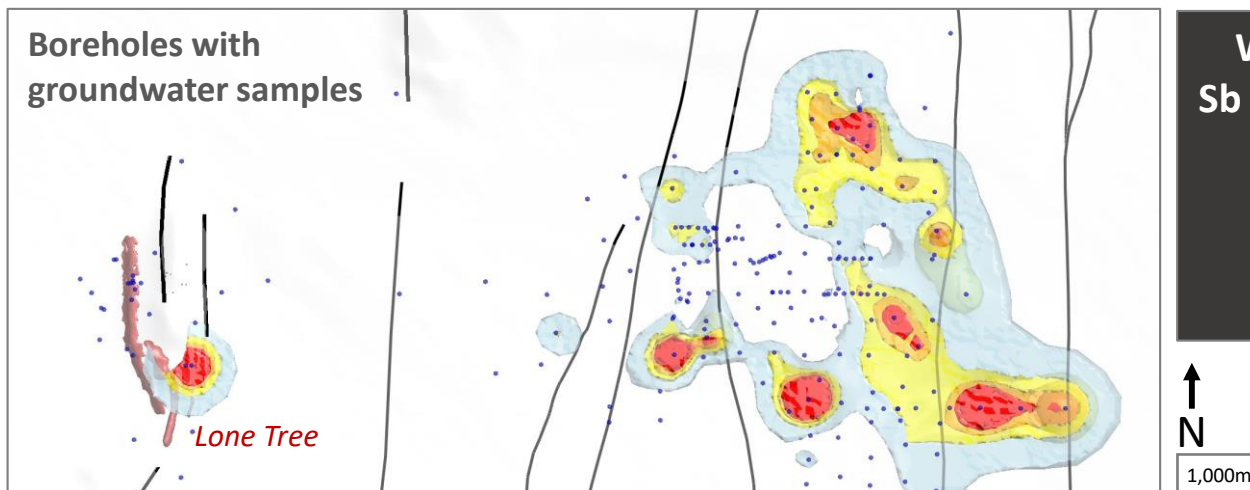 Boreholes with
groundwater samples
Sb
Lone Tree
N
1,000m